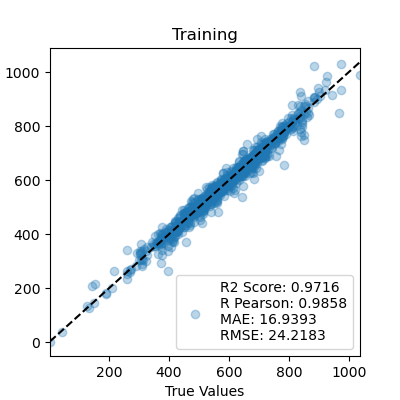 Training
1000
800
600
400
200
0
R2 Score: 0.9716
R Pearson: 0.9858
MAE: 16.9393
RMSE: 24.2183
200 400 600 800 1000
True Values